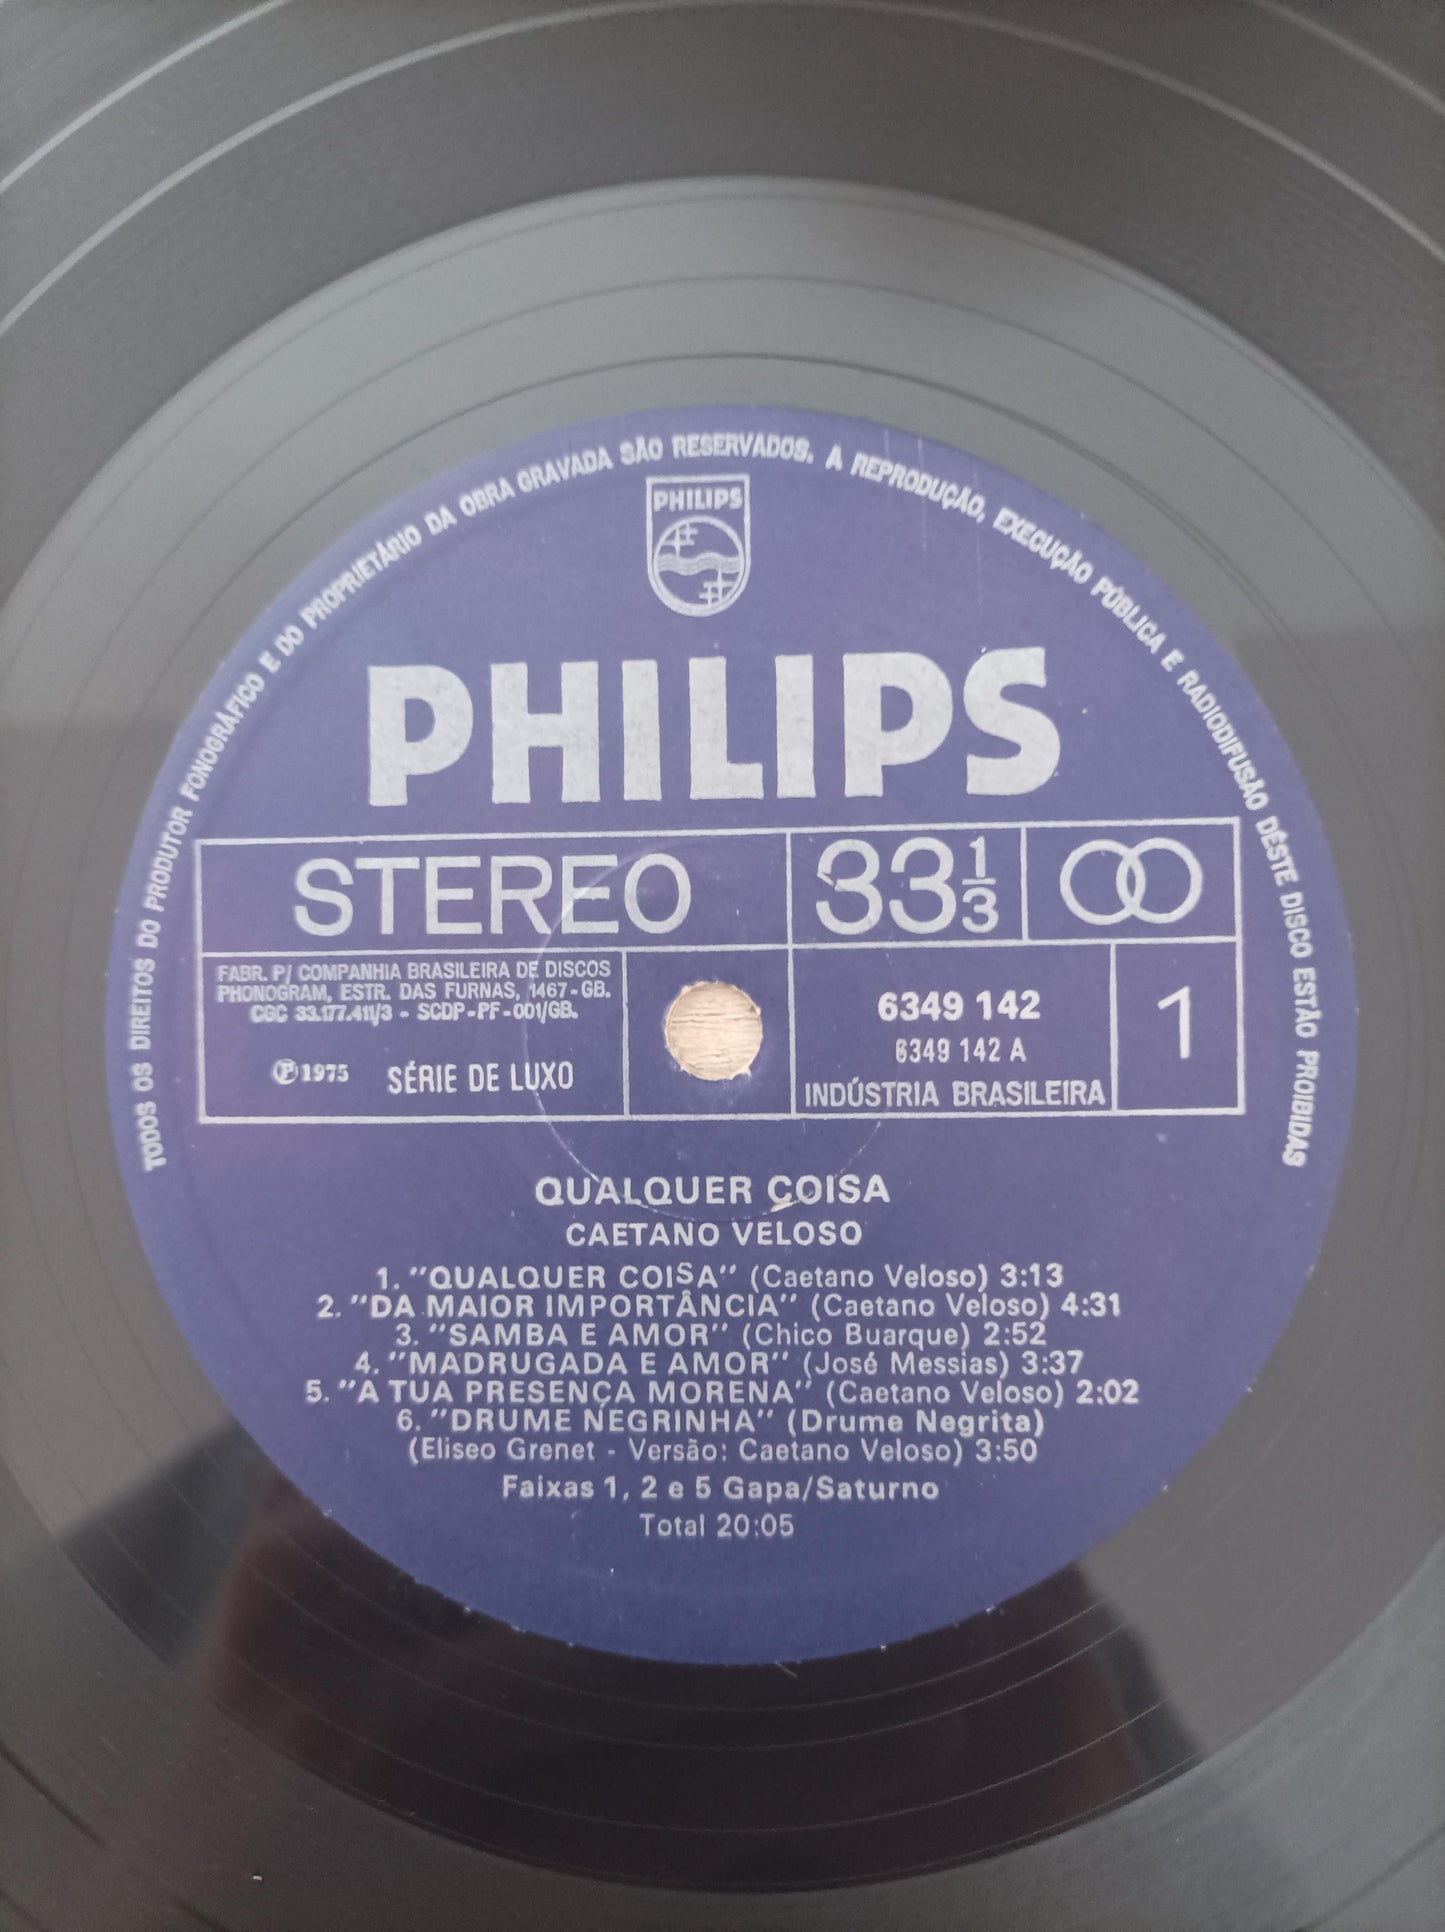 TODOS OS DIREITOS DO PRODUTOR FONOGRÁFICO E DO PROPRIETÁRIO DA OBRA GRAVADA SÃO RESERVADOS. A REPRODUÇÃO, EXECUÇÃO PÚBLICA E RADIODIFUSÃO DÊSTE DISCO ESTÃO PROIBIDAS
PHILIPS
PHILIPS
STEREO 33 1/3
FABR. P/ COMPANHIA BRASILEIRA DE DISCOS
PHONOGRAM, ESTR. DAS FURNAS, 1467-GB.
CGC 33.177.411/3 - SCDP-PF-001/GB.
℗1975 SÉRIE DE LUXO
6349 142
6349 142 A
INDÚSTRIA BRASILEIRA
1
QUALQUER COISA
CAETANO VELOSO
1. "QUALQUER COISA" (Caetano Veloso) 3:13
2. "DA MAIOR IMPORTÂNCIA" (Caetano Veloso) 4:31
3. "SAMBA E AMOR" (Chico Buarque) 2:52
4. "MADRUGADA E AMOR" (José Messias) 3:37
5. "A TUA PRESENÇA MORENA" (Caetano Veloso) 2:02
6. "DRUME NEGRINHA" (Drume Negrita)
(Eliseo Grenet - Versão: Caetano Veloso) 3:50
Faixas 1, 2 e 5 Gapa/Saturno
Total 20:05